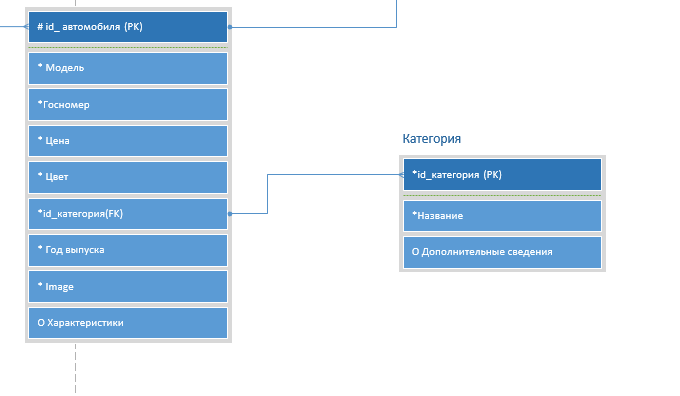 # id_ автомобиля (PK)
* Модель
*Госномер
* Цена
* Цвет
*id_категория(FK)
* Год выпуска
* Image
О Характеристики
Категория
*id_категория (PK)
*Название
О Дополнительные сведения